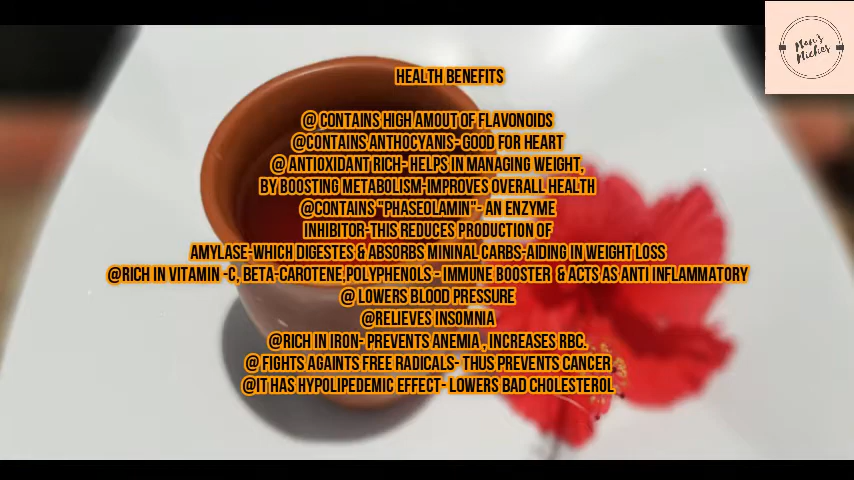 Mon's
Niches
HEALTH BENEFITS
@ CONTAINS HIGH AMOUT OF FLAVONOIDS
@CONTAINS ANTHOCYANIS- GOOD FOR HEART
@ ANTIOXIDANT RICH- HELPS IN MANAGING WEIGHT,
BY BOOSTING METABOLISM-IMPROVES OVERALL HEALTH
@CONTAINS "PHASEOLAMIN"- AN ENZYME
INHIBITOR-THIS REDUCES PRODUCTION OF
AMYLASE-WHICH DIGESTES & ABSORBS MININAL CARBS-AIDING IN WEIGHT LOSS
@RICH IN VITAMIN -C, BETA-CAROTENE.POLYPHENOLS - IMMUNE BOOSTER & ACTS AS ANTI INFLAMMATORY
@ LOWERS BLOOD PRESSURE
@RELIEVES INSOMNIA
@RICH IN IRON- PREVENTS ANEMIA , INCREASES RBC.
@ FIGHTS AGAINTS FREE RADICALS- THUS PREVENTS CANCER
@IT HAS HYPOLIPEDEMIC EFFECT- LOWERS BAD CHOLESTEROL